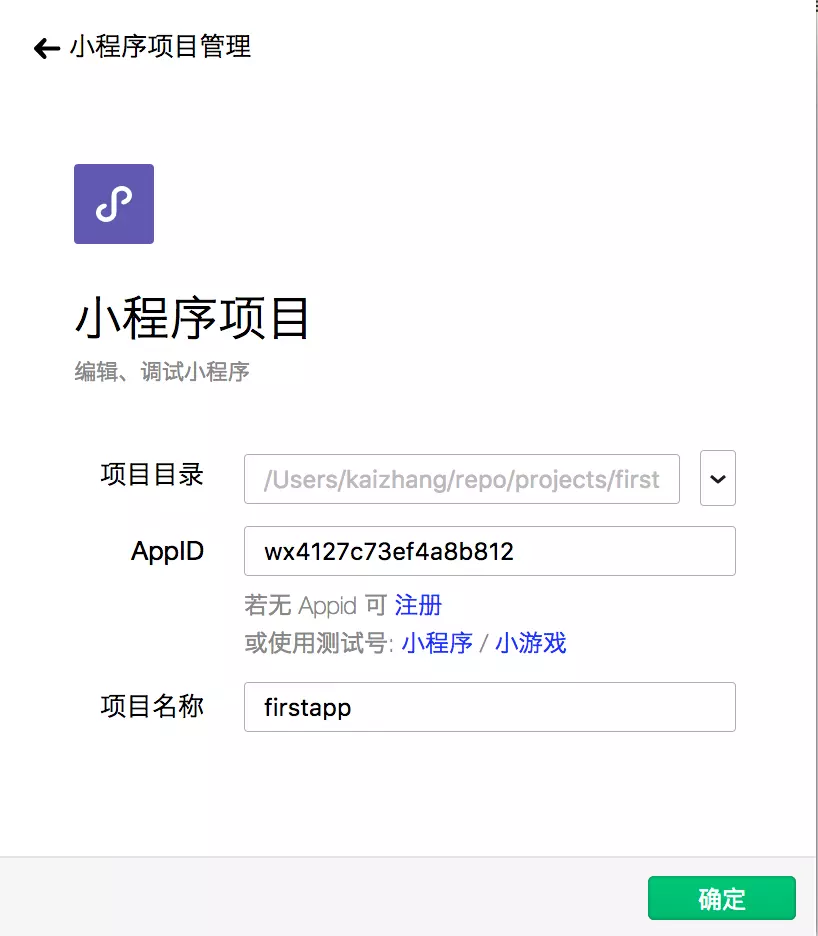 小程序项目管理
小程序项目
编辑、调试小程序
项目目录 /Users/kaizhang/repo/projects/first
AppID wx4127c73ef4a8b812
若无 Appid 可 注册
或使用测试号: 小程序 / 小游戏
项目名称 firstapp
确定